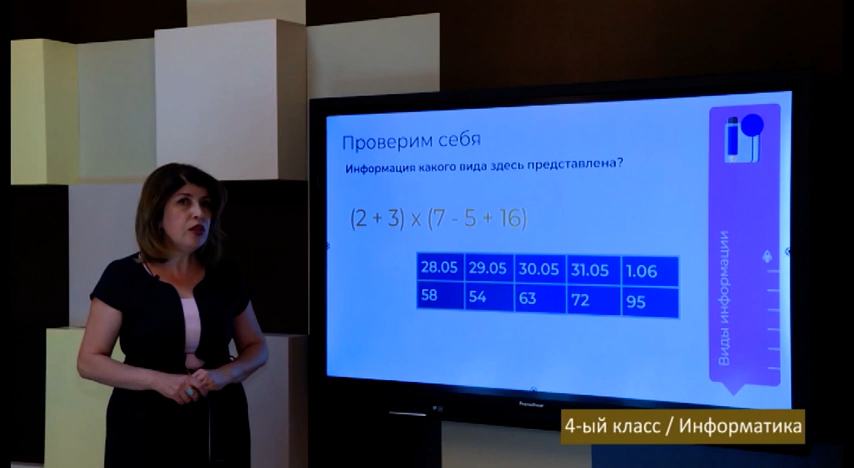 Проверим себя
Информация какого вида здесь представлена?
(2 + 3) x (7 - 5 + 16)
28.05 29.05 30.05 31.05 1.06
58 54 63 72 95
Виды информации
4-ый класс / Информатика